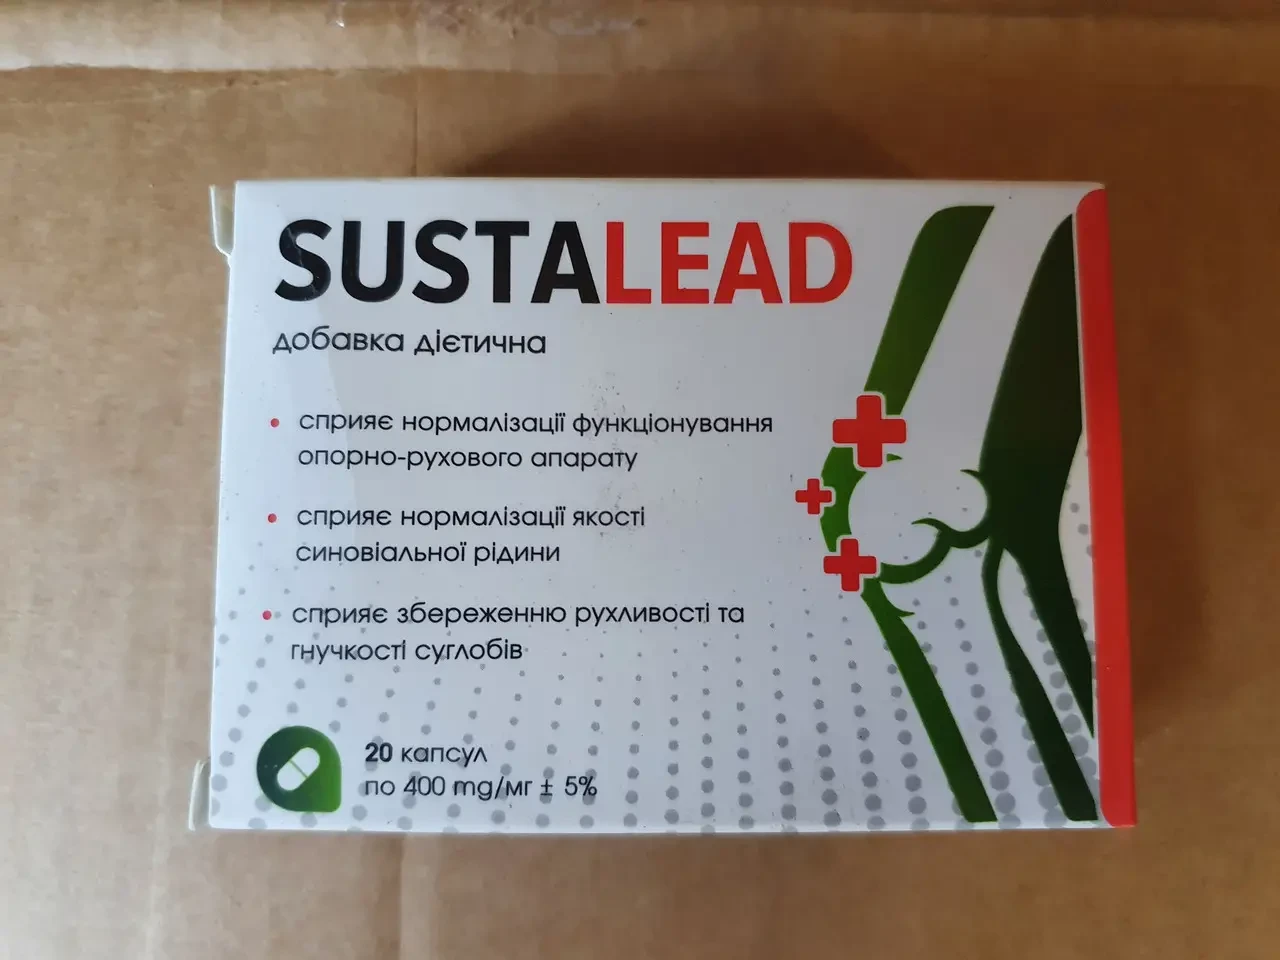 SUSTALEAD
добавка дієтична
• сприяє нормалізації функціонування
опорно-рухового апарату
• сприяє нормалізації якості
синовіальної рідини
• сприяє збереженню рухливості та
гнучкості суглобів
20 капсул
по 400 mg/мг ± 5%